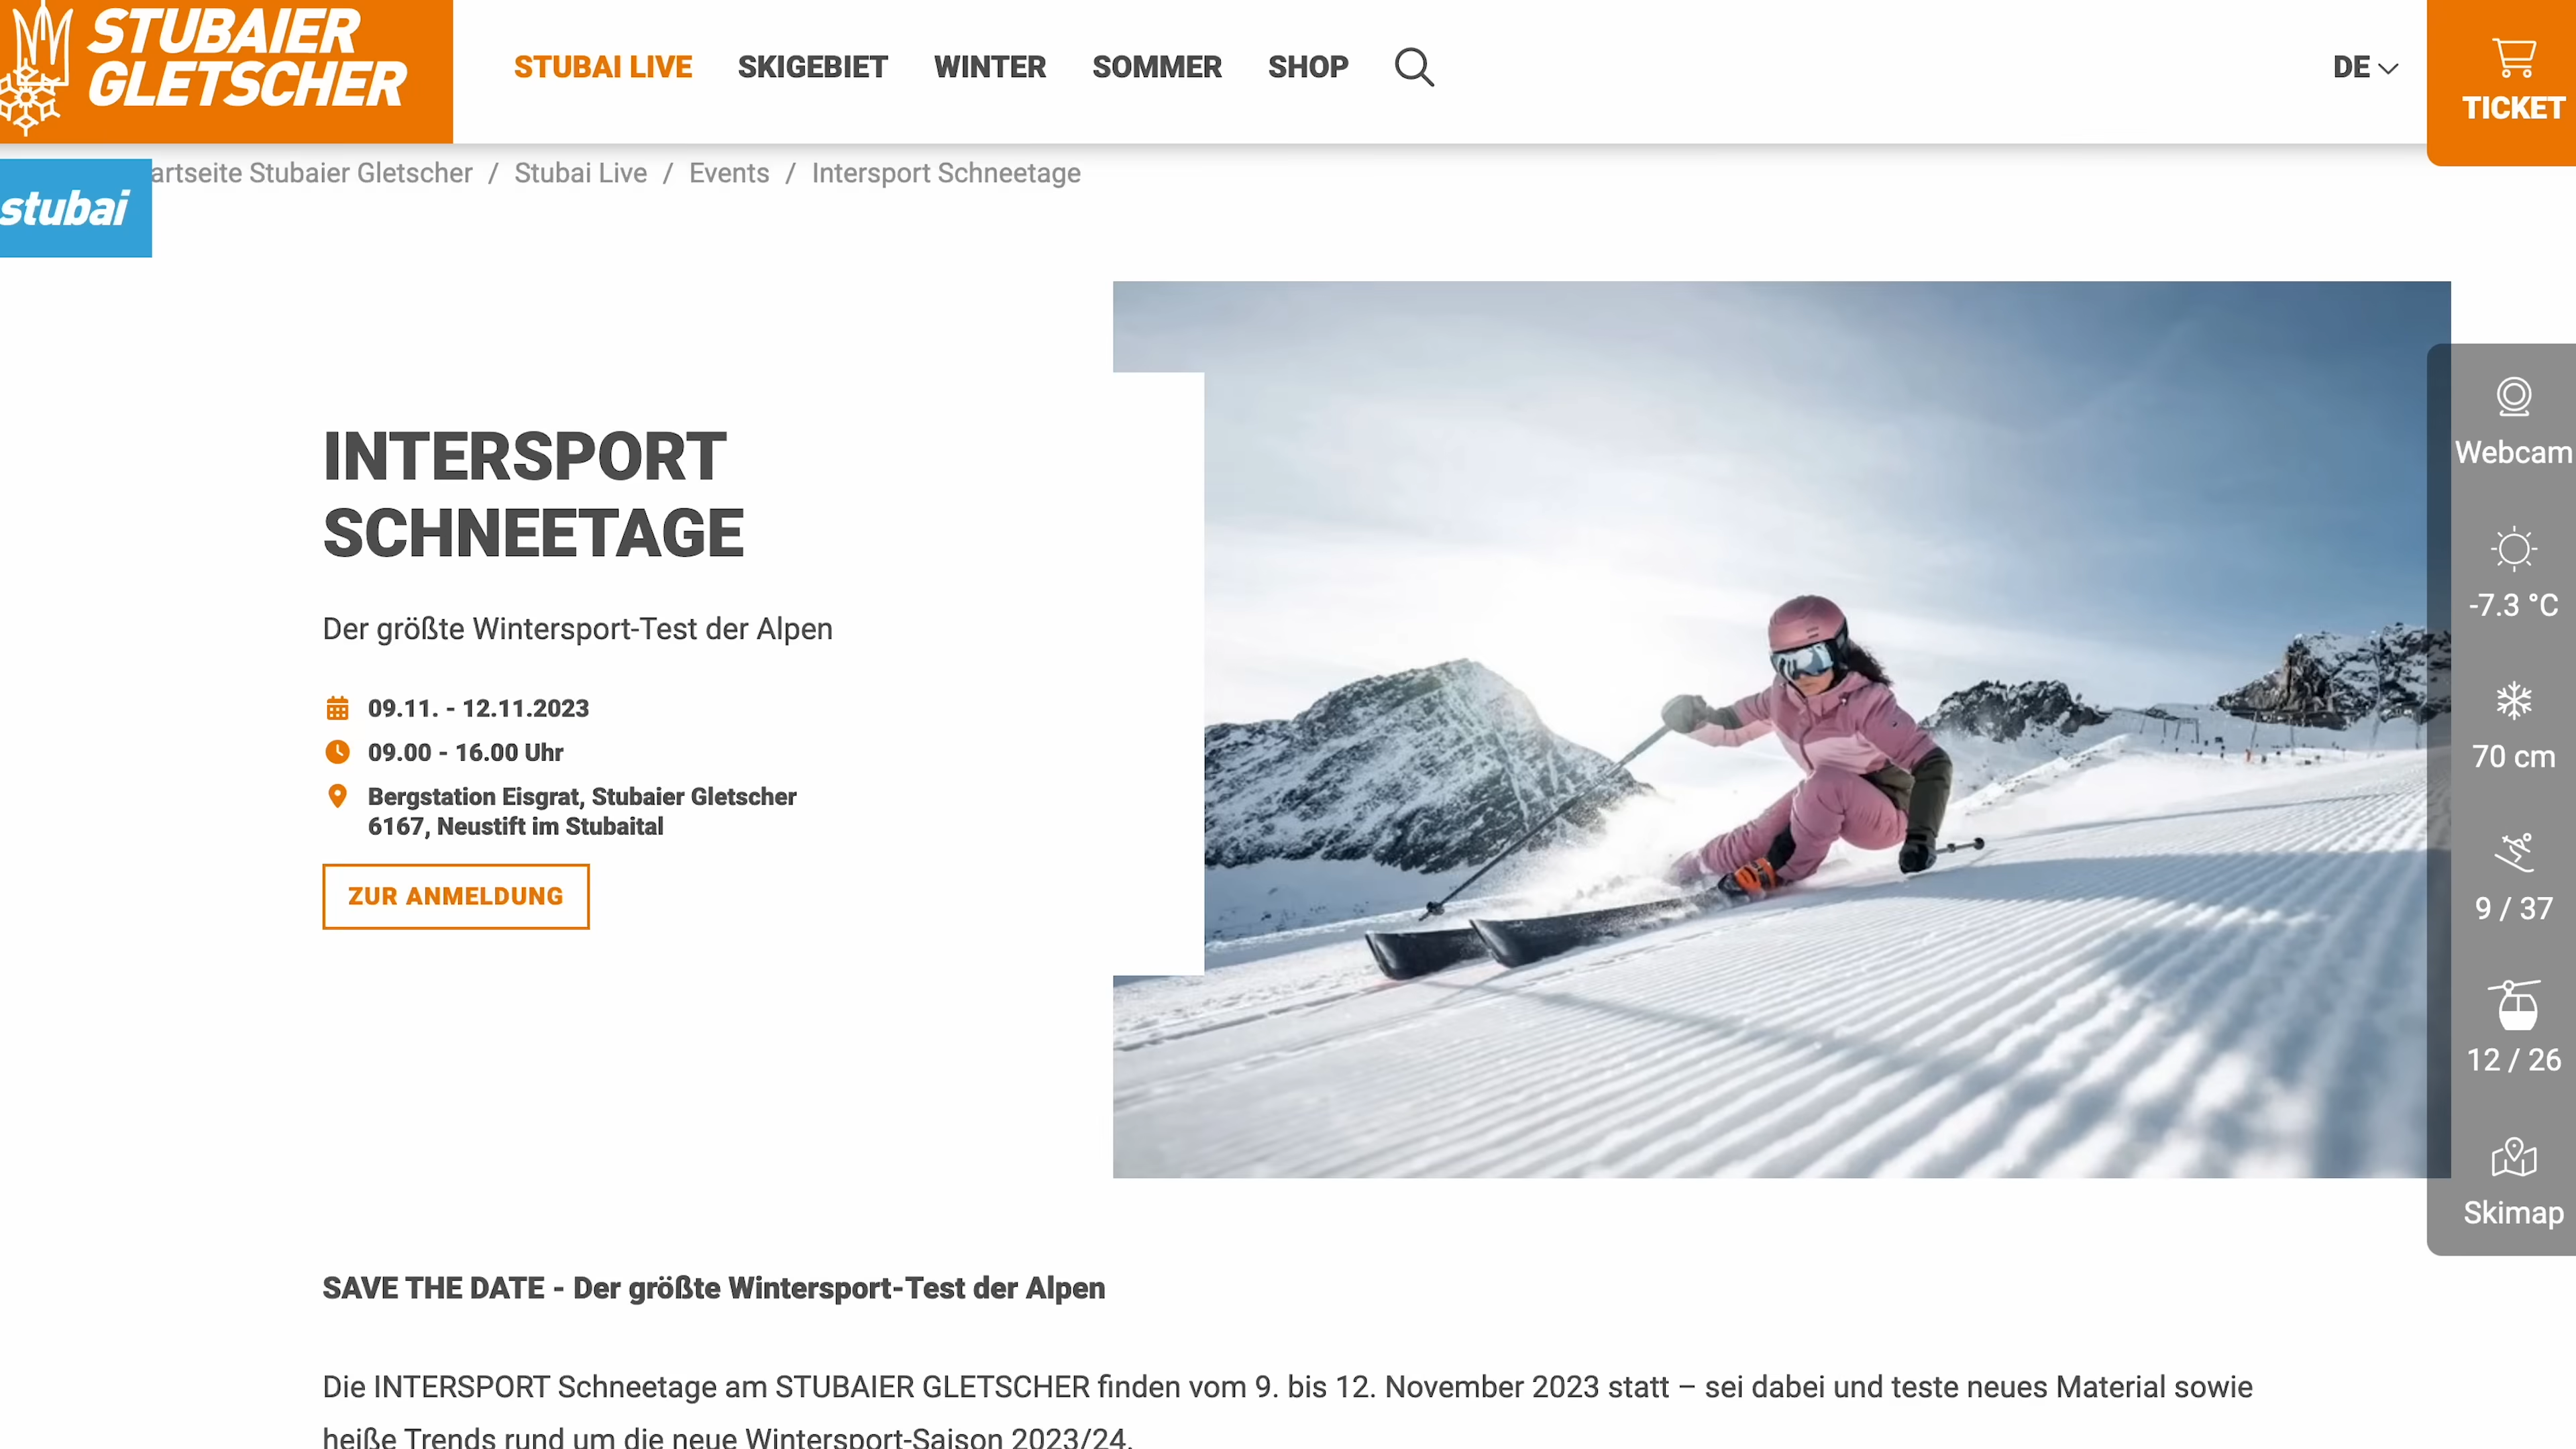 STUBAIER
GLETSCHER
STUBAI LIVE SKIGEBIET WINTER SOMMER SHOP
DE
TICKET
artseite Stubaier Gletscher / Stubai Live / Events / Intersport Schneetage
stubai
INTERSPORT
SCHNEETAGE
Der größte Wintersport-Test der Alpen
09.11. - 12.11.2023
09.00 - 16.00 Uhr
Bergstation Eisgrat, Stubaier Gletscher
6167, Neustift im Stubaital
ZUR ANMELDUNG
Webcam
-7.3 °C
70 cm
9 / 37
12 / 26
Skimap
SAVE THE DATE - Der größte Wintersport-Test der Alpen
Die INTERSPORT Schneetage am STUBAIER GLETSCHER finden vom 9. bis 12. November 2023 statt – sei dabei und teste neues Material sowie
heiße Trends rund um die neue Wintersport-Saison 2023/24.